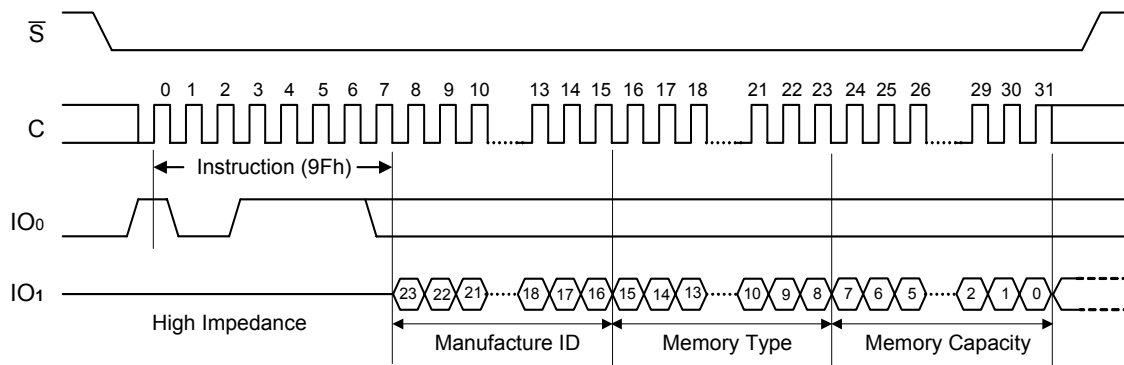 S
0 1 2 3 4 5 6 7 8 9 10 13 14 15 16 17 18 21 22 23 24 25 26 29 30 31
C
Instruction (9Fh)
IO0
IO1 23 22 21 18 17 16 15 14 13 10 9 8 7 6 5 2 1 0
High Impedance
Manufacture ID Memory Type Memory Capacity